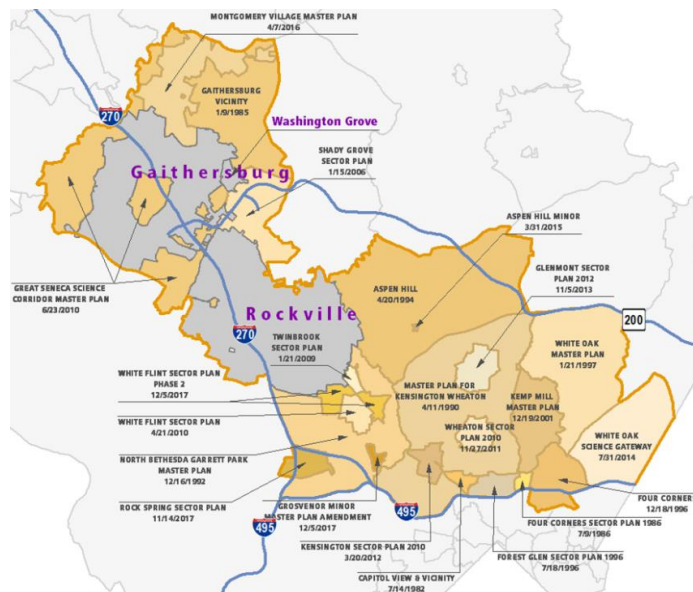 MONTGOMERY VILLAGE MASTER PLAN
4/7/2016
GAITHERSBURG
VICINITY
1/9/1985
270
Washington Grove
SHADY GROVE
SECTOR PLAN
1/15/2006
Gaithersburg
ASPEN HILL MINOR
3/31/2015
GLENMONT SECTOR
PLAN 2012
11/5/2013
GREAT SENECA SCIENCE
CORRIDOR MASTER PLAN
6/23/2010
ASPEN HILL
4/20/1994
Rockville
200
270
TWINBROOK
SECTOR PLAN
1/21/2009
WHITE OAK
MASTER PLAN
1/21/1997
WHITE FLINT SECTOR PLAN
PHASE 2
12/5/2017
MASTER PLAN FOR
KENSINGTON WHEATON
4/11/1990
KEMP MILL
MASTER PLAN
12/19/2001
WHITE FLINT SECTOR PLAN
4/21/2010
WHEATON SECTOR
PLAN 2010
11/27/2011
WHITE OAK
SCIENCE GATEWAY
7/31/2014
NORTH BETHESDA GARRETT PARK
MASTER PLAN
12/16/1992
ROCK SPRING SECTOR PLAN
11/14/2017
GROSVENOR MINOR
MASTER PLAN AMENDMENT
12/5/2017
495
495
FOUR CORNERS
12/18/1996
FOUR CORNERS SECTOR PLAN 1986
7/9/1986
KENSINGTON SECTOR PLAN 2010
3/20/2012
FOREST GLEN SECTOR PLAN 1996
7/18/1996
CAPITOL VIEW & VICINITY
7/14/1982